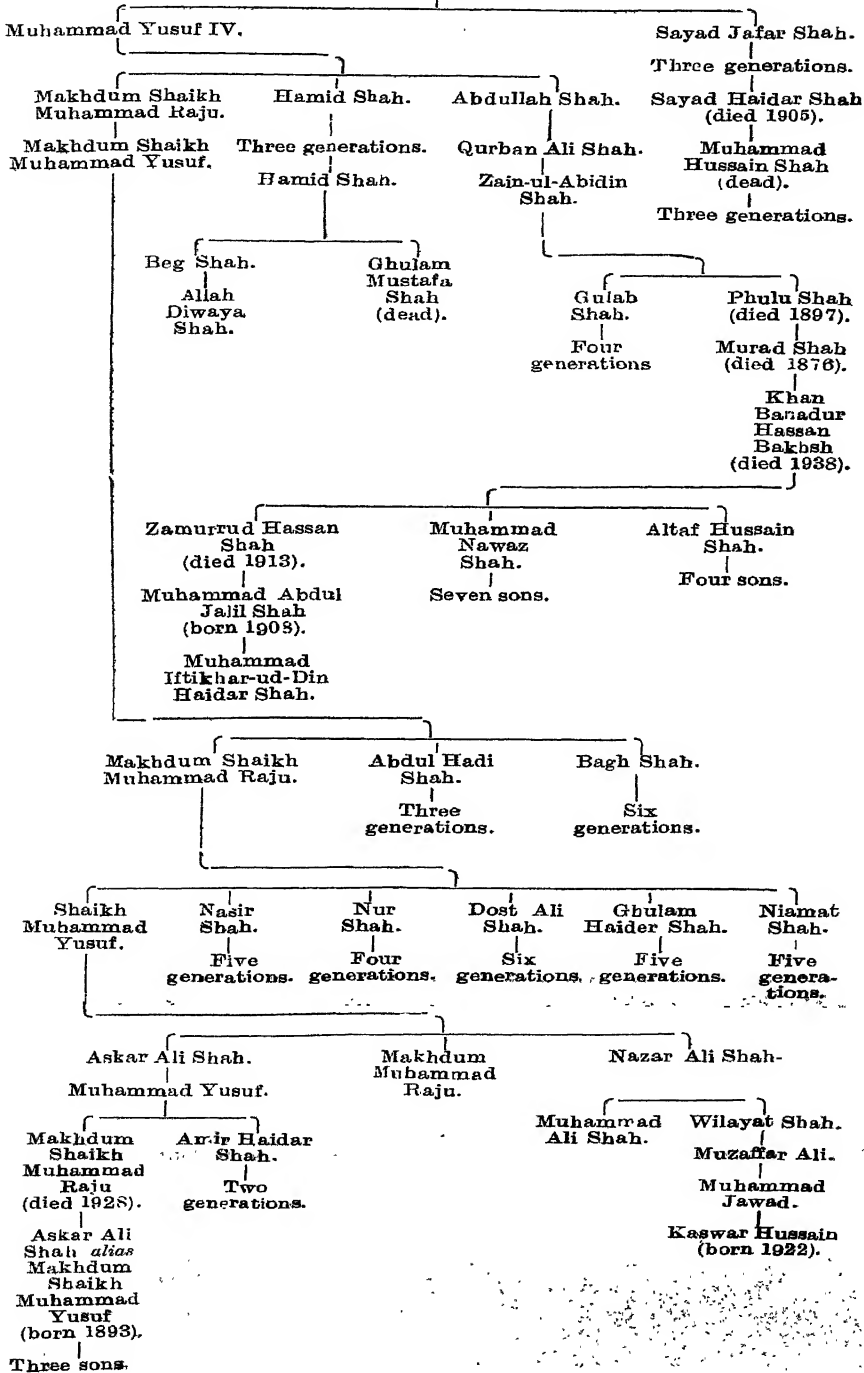 Muhammad Yusuf IV.
Sayad Jafar Shah.
Three generations.
Sayad Haidar Shah
(died 1905).
Muhammad
Hussain Shah
(dead).
Three generations.
Makhdum Shaikh
Muhammad Raju.
Makhdum Shaikh
Muhammad Yusuf.
Hamid Shah.
Three generations.
Hamid Shah.
Abdullah Shah.
Qurban Ali Shah.
Zain-ul-Abidin
Shah.
Beg Shah.
Allah
Diwaya
Shah.
Ghulam
Mustafa
Shah
(dead).
Gulab
Shah.
Four
generations
Phulu Shah
(died 1897).
Murad Shah
(died 1876).
Khan
Banadur
Hassan
Bakhsh
(died 1938).
Zamurrud Hassan
Shah
(died 1913).
Muhammad Abdul
Jalil Shah
(born 1908).
Muhammad
Iftikhar-ud-Din
Haidar Shah.
Muhammad
Nawaz
Shah.
Seven sons.
Altaf Hussain
Shah.
Four sons.
Makhdum Shaikh
Muhammad Raju.
Abdul Hadi
Shah.
Three
generations.
Bagh Shah.
Six
generations.
Shaikh
Muhammad
Yusuf.
Nasir
Shah.
Five
generations.
Nur
Shah.
Four
generations.
Dost Ali
Shah.
Six
generations.
Ghulam
Haider Shah.
Five
generations.
Niamat
Shah.
Five
genera-
tions.
Askar Ali Shah.
Muhammad Yusuf.
Makhdum
Muhammad
Raju.
Nazar Ali Shah-
Makhdum
Shaikh
Muhammad
Raju
(died 1928).
Askar Ali
Shah alias
Makhdum
Shaikh
Muhammad
Yusuf
(born 1893).
Three sons.
Amir Haidar
Shah.
Two
generations.
Muhammad
Ali Shah.
Wilayat Shah.
Muzaffar Ali.
Muhammad
Jawad.
Kaswar Hussain
(born 1922).